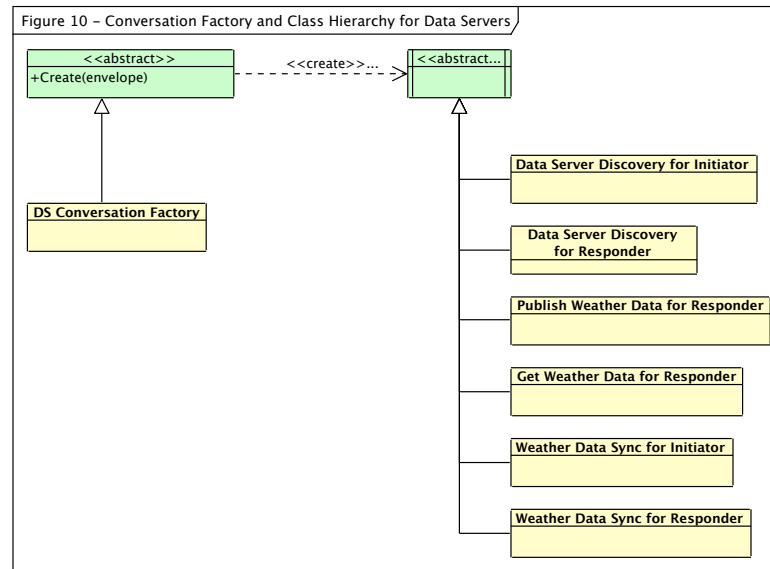 Figure 10 – Conversation Factory and Class Hierarchy for Data Servers
<<abstract>>
+Create(envelope)
<<create>>...
<<abstract...
DS Conversation Factory
Data Server Discovery for Initiator
Data Server Discovery
for Responder
Publish Weather Data for Responder
Get Weather Data for Responder
Weather Data Sync for Initiator
Weather Data Sync for Responder